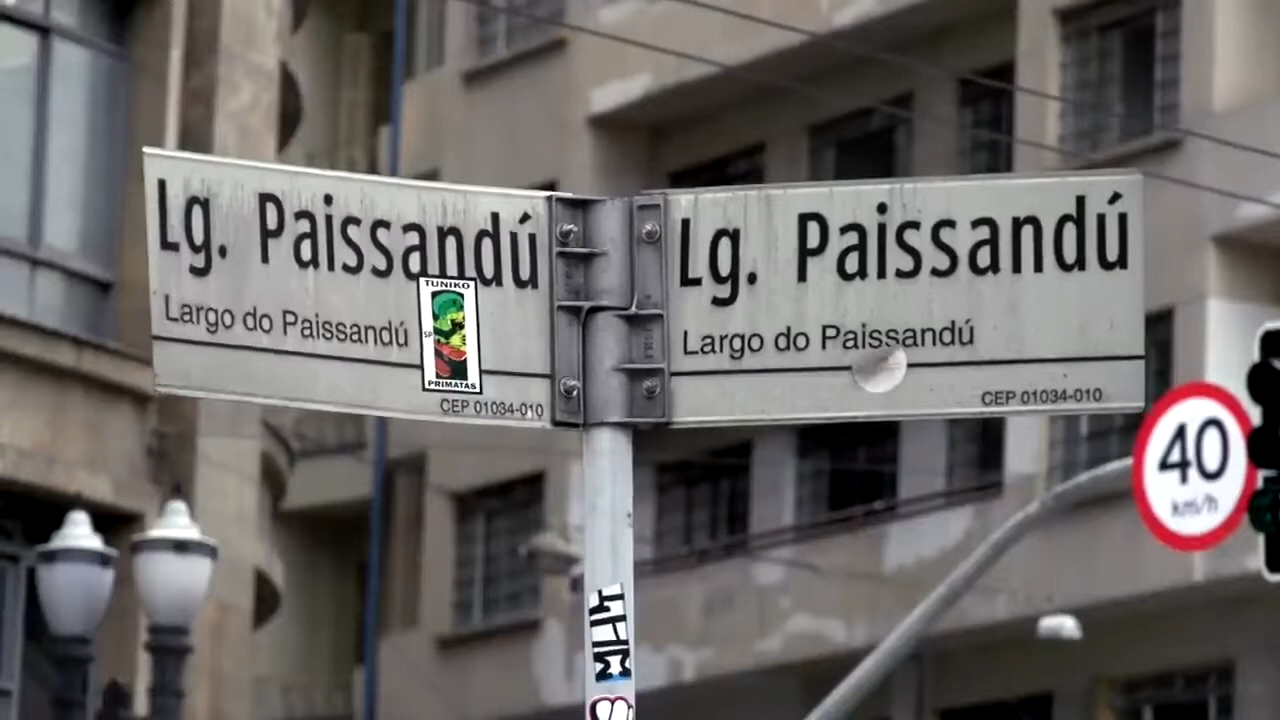 Lg. Paissandú
Largo do Paissandú
TUNIKO
SP
PRIMATAS
CEP 01034-010
Lg. Paissandú
Largo do Paissandú
CEP 01034-010
40
km/h